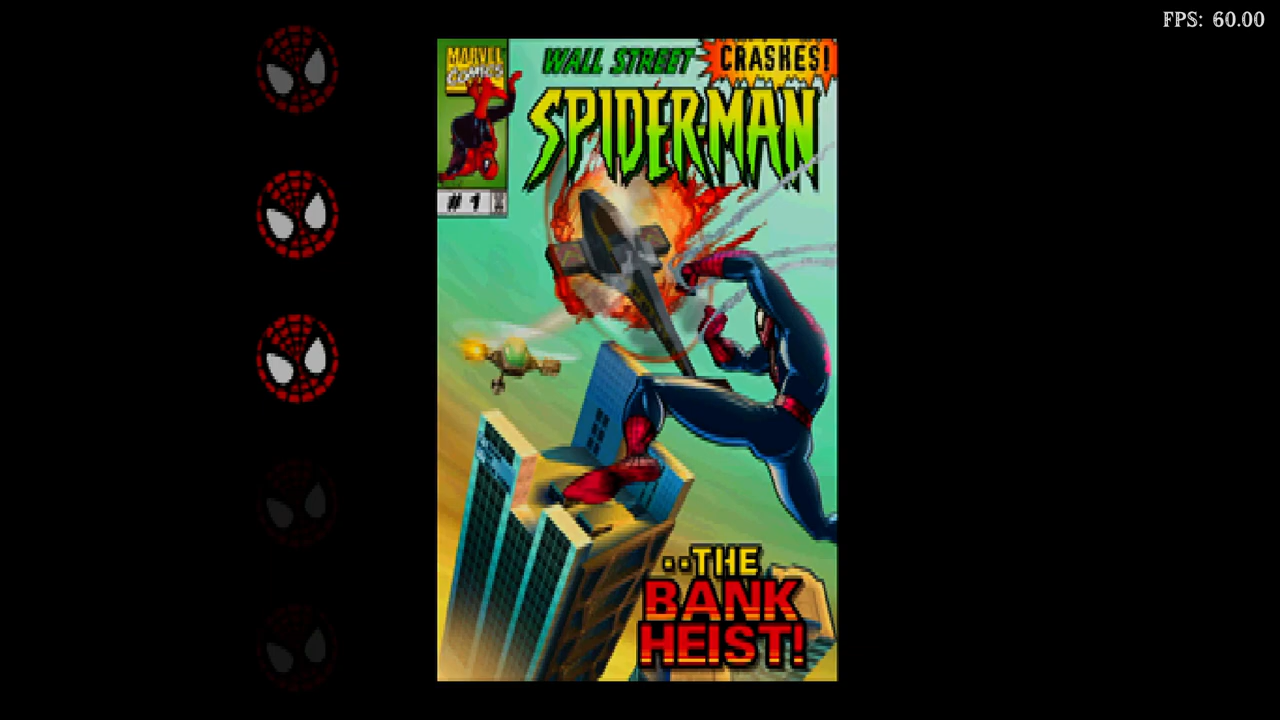 FPS: 60.00
MARVEL
COMICS
WALL STREET
CRASHES!
SPIDER-MAN
#1
..THE
BANK
HEIST!